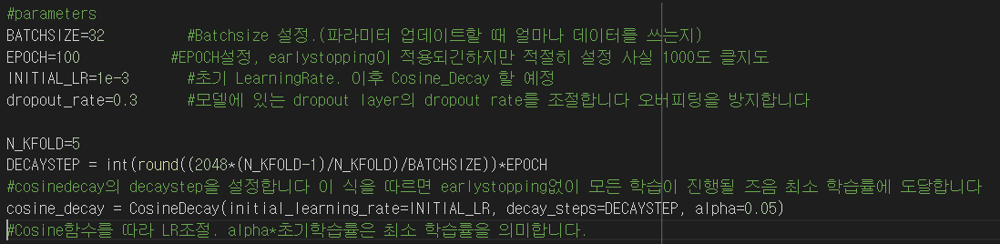 #parameters
BATCHSIZE=32 #Batchsize 설정.(파라미터 업데이트할 때 얼마나 데이터를 쓰는지)
EPOCH=100 #EPOCH설정, earlystopping이 적용되긴하지만 적절히 설정 사실 1000도 클지도
INITIAL_LR=1e-3 #초기 LearningRate. 이후 Cosine_Decay 할 예정
dropout_rate=0.3 #모델에 있는 dropout layer의 dropout rate를 조절합니다 오버피팅을 방지합니다
N_KFOLD=5
DECAYSTEP = int(round((2048*(N_KFOLD-1)/N_KFOLD)/BATCHSIZE))*EPOCH
#cosinedecay의 decaystep을 설정합니다 이 식을 따르면 earlystopping없이 모든 학습이 진행될 즈음 최소 학습률에 도달합니다
cosine_decay = CosineDecay(initial_learning_rate=INITIAL_LR, decay_steps=DECAYSTEP, alpha=0.05)
#Cosine함수를 따라 LR조절. alpha*초기학습률은 최소 학습률을 의미합니다.